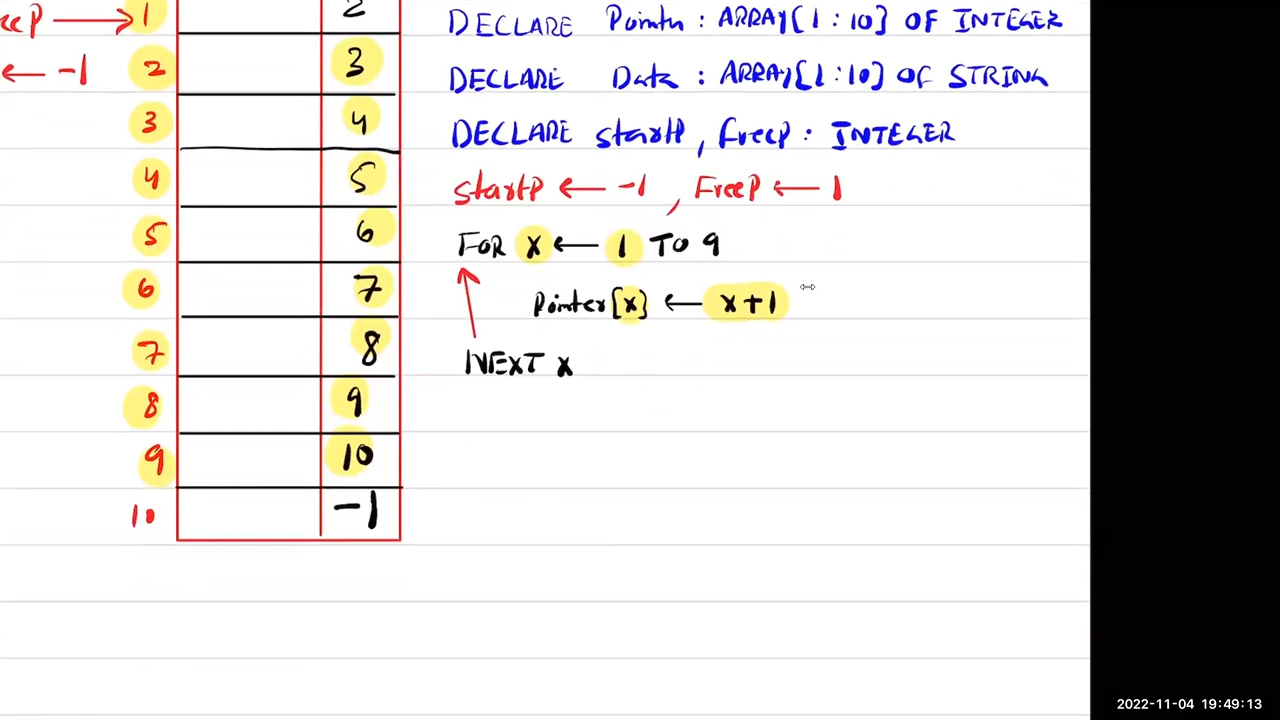 eeP → 1 2
← -1 2 3
3 4
4 5
5 6
6 7
7 8
8 9
9 10
10 -1
DECLARE Pointer : ARRAY[1 : 10] OF INTEGER
DECLARE Data : ARRAY[1 : 10] OF STRING
DECLARE startP, FreeP : INTEGER
startP ← -1, FreeP ← 1
FOR x ← 1 TO 9
Pointer[x] ← x+1
NEXT x
2022-11-04 19:49:13